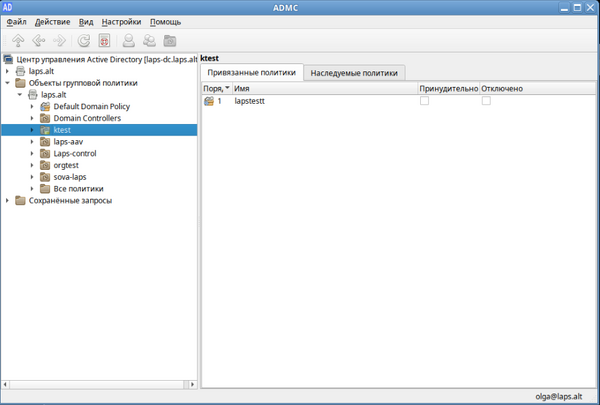 AD
ADMC
Файл Действие Вид Настройки Помощь
Центр управления Active Directory [laps-dc.laps.alt
laps.alt
Объекты групповой политики
laps.alt
Default Domain Policy
Domain Controllers
ktest
laps-aav
Laps-control
orgtest
sova-laps
Все политики
Сохранённые запросы
ktest
Привязанные политики Наследуемые политики
Поря, Имя Принудительно Отключено
1 lapstestt
olga@laps.alt